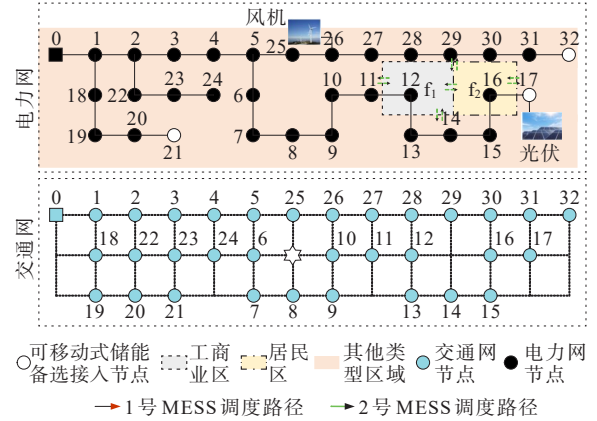 风机
0 1 2 3 4 5 25 26 27 28 29 30 31 32
电力网
18 22 23 24 6 10 11 12 f1 f2 16 17
19 20 21 7 8 9 13 14 15 光伏
0 1 2 3 4 5 25 26 27 28 29 30 31 32
交通网
18 22 23 24 6 10 11 12 16 17
19 20 21 7 8 9 13 14 15
可移动式储能
备选接入节点
工商
业区
居民
区
其他类
型区域
交通网
节点
电力网
节点
1号MESS调度路径
2号MESS调度路径